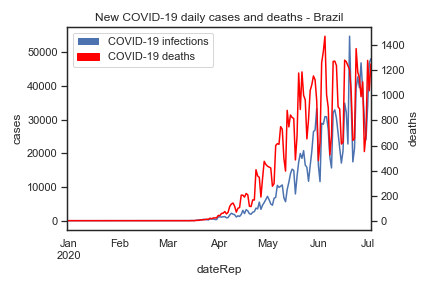 New COVID-19 daily cases and deaths - Brazil
COVID-19 infections
COVID-19 deaths
50000
40000
30000
20000
10000
0
cases
1400
1200
1000
800
600
400
200
0
deaths
Jan Feb Mar Apr May Jun Jul
2020
dateRep